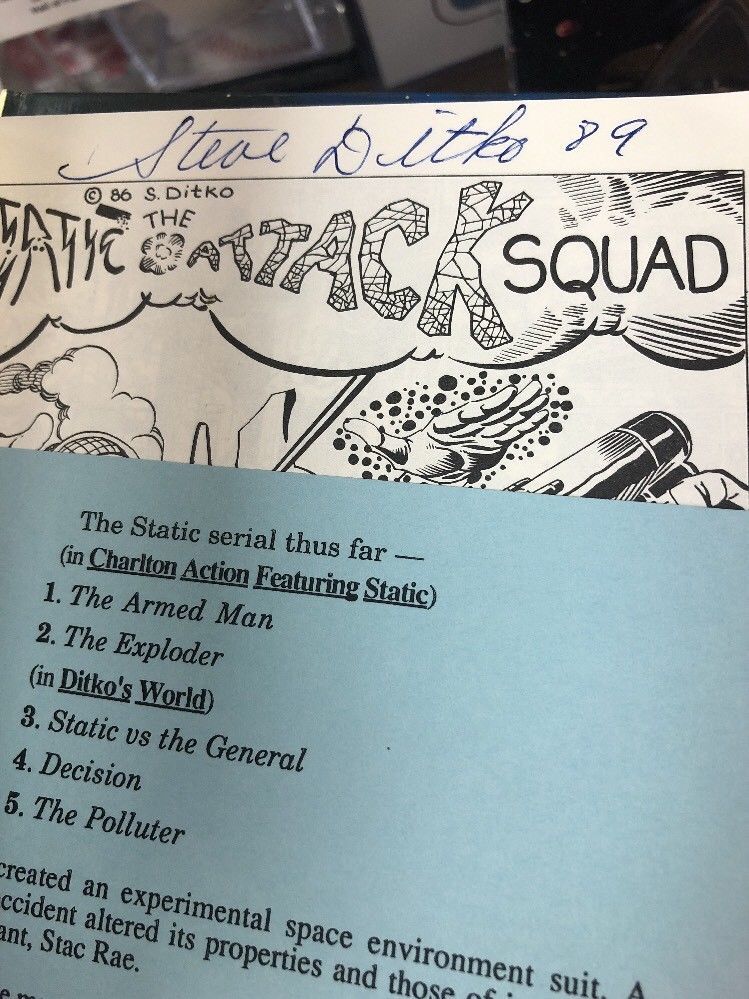 Steve Ditko 89
© 86 S. Ditko
STATIC THE ATTACK SQUAD
The Static serial thus far —
(in Charlton Action Featuring Static)
1. The Armed Man
2. The Exploder
(in Ditko's World)
3. Static vs the General
4. Decision
5. The Polluter
created an experimental space environment suit. A
ccident altered its properties and those of
ant, Stac Rae.